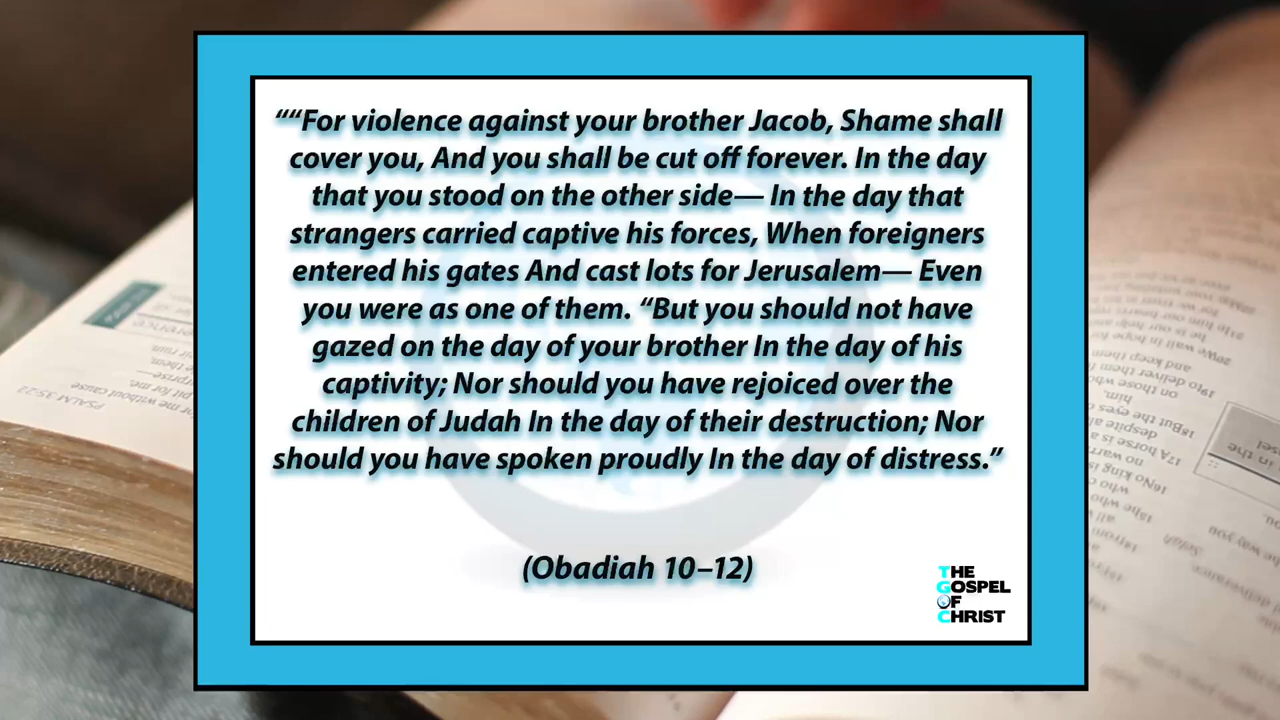 ““For violence against your brother Jacob, Shame shall
cover you, And you shall be cut off forever. In the day
that you stood on the other side— In the day that
strangers carried captive his forces, When foreigners
entered his gates And cast lots for Jerusalem— Even
you were as one of them. “But you should not have
gazed on the day of your brother In the day of his
captivity; Nor should you have rejoiced over the
children of Judah In the day of their destruction; Nor
should you have spoken proudly In the day of distress.”
(Obadiah 10–12)
THE
GOSPEL
OF
CHRIST
PSALM 35:22